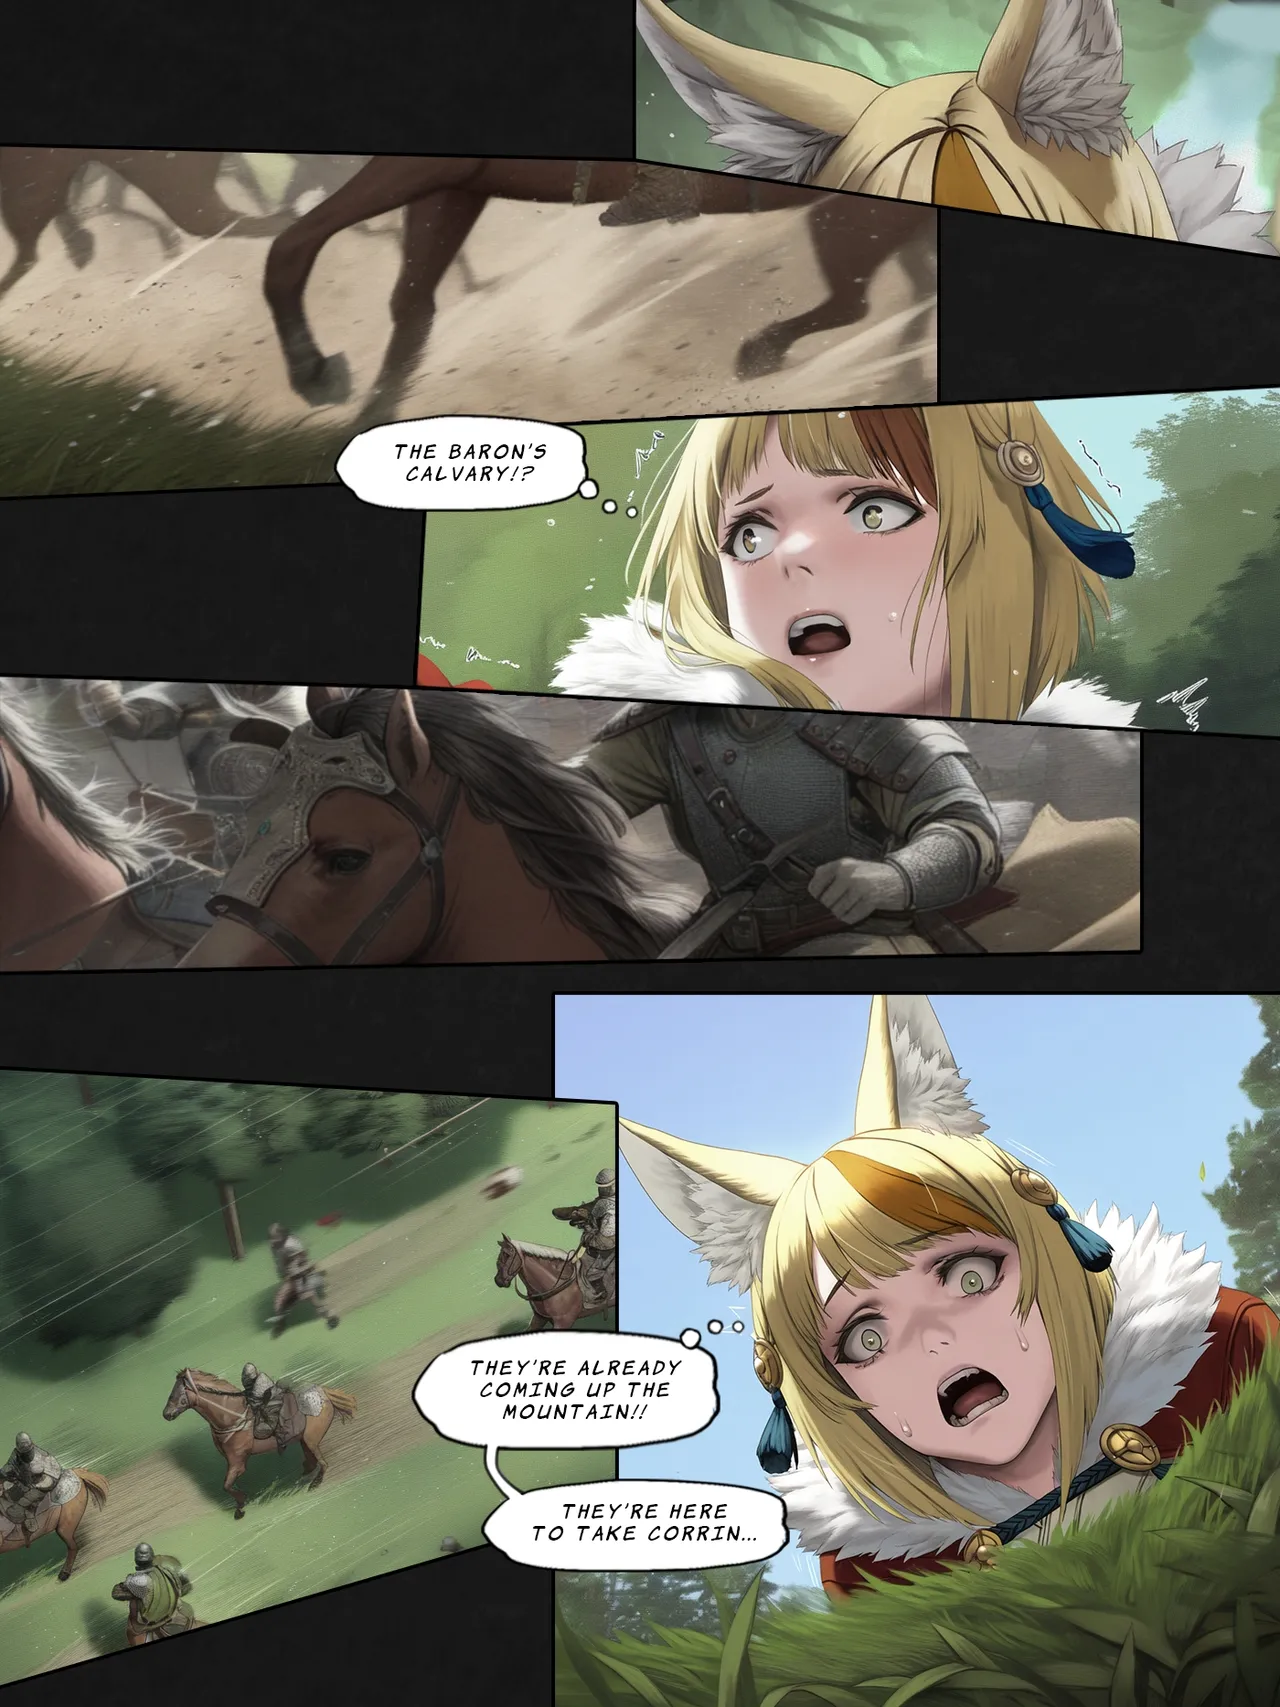 THE BARON'S
CALVARY!?
THEY'RE ALREADY
COMING UP THE
MOUNTAIN!!
THEY'RE HERE
TO TAKE CORRIN...